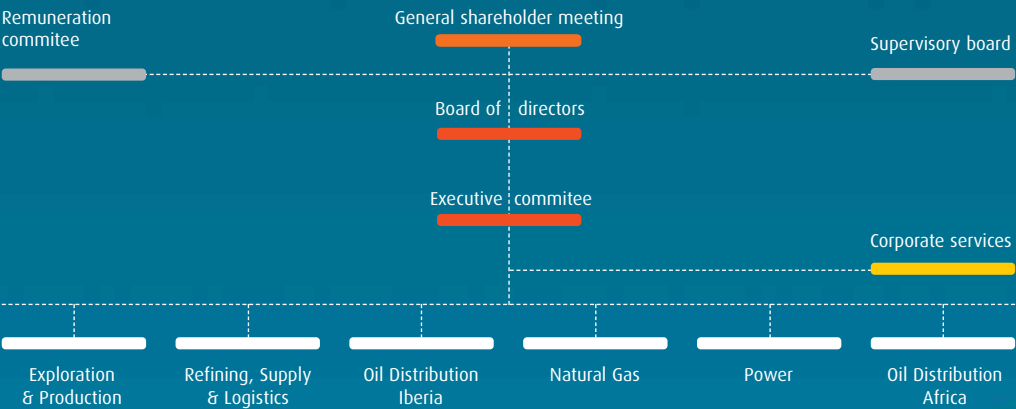 Remuneration
commitee
General shareholder meeting
Supervisory board
Board of directors
Executive commitee
Corporate services
Exploration
& Production
Refining, Supply
& Logistics
Oil Distribution
Iberia
Natural Gas
Power
Oil Distribution
Africa